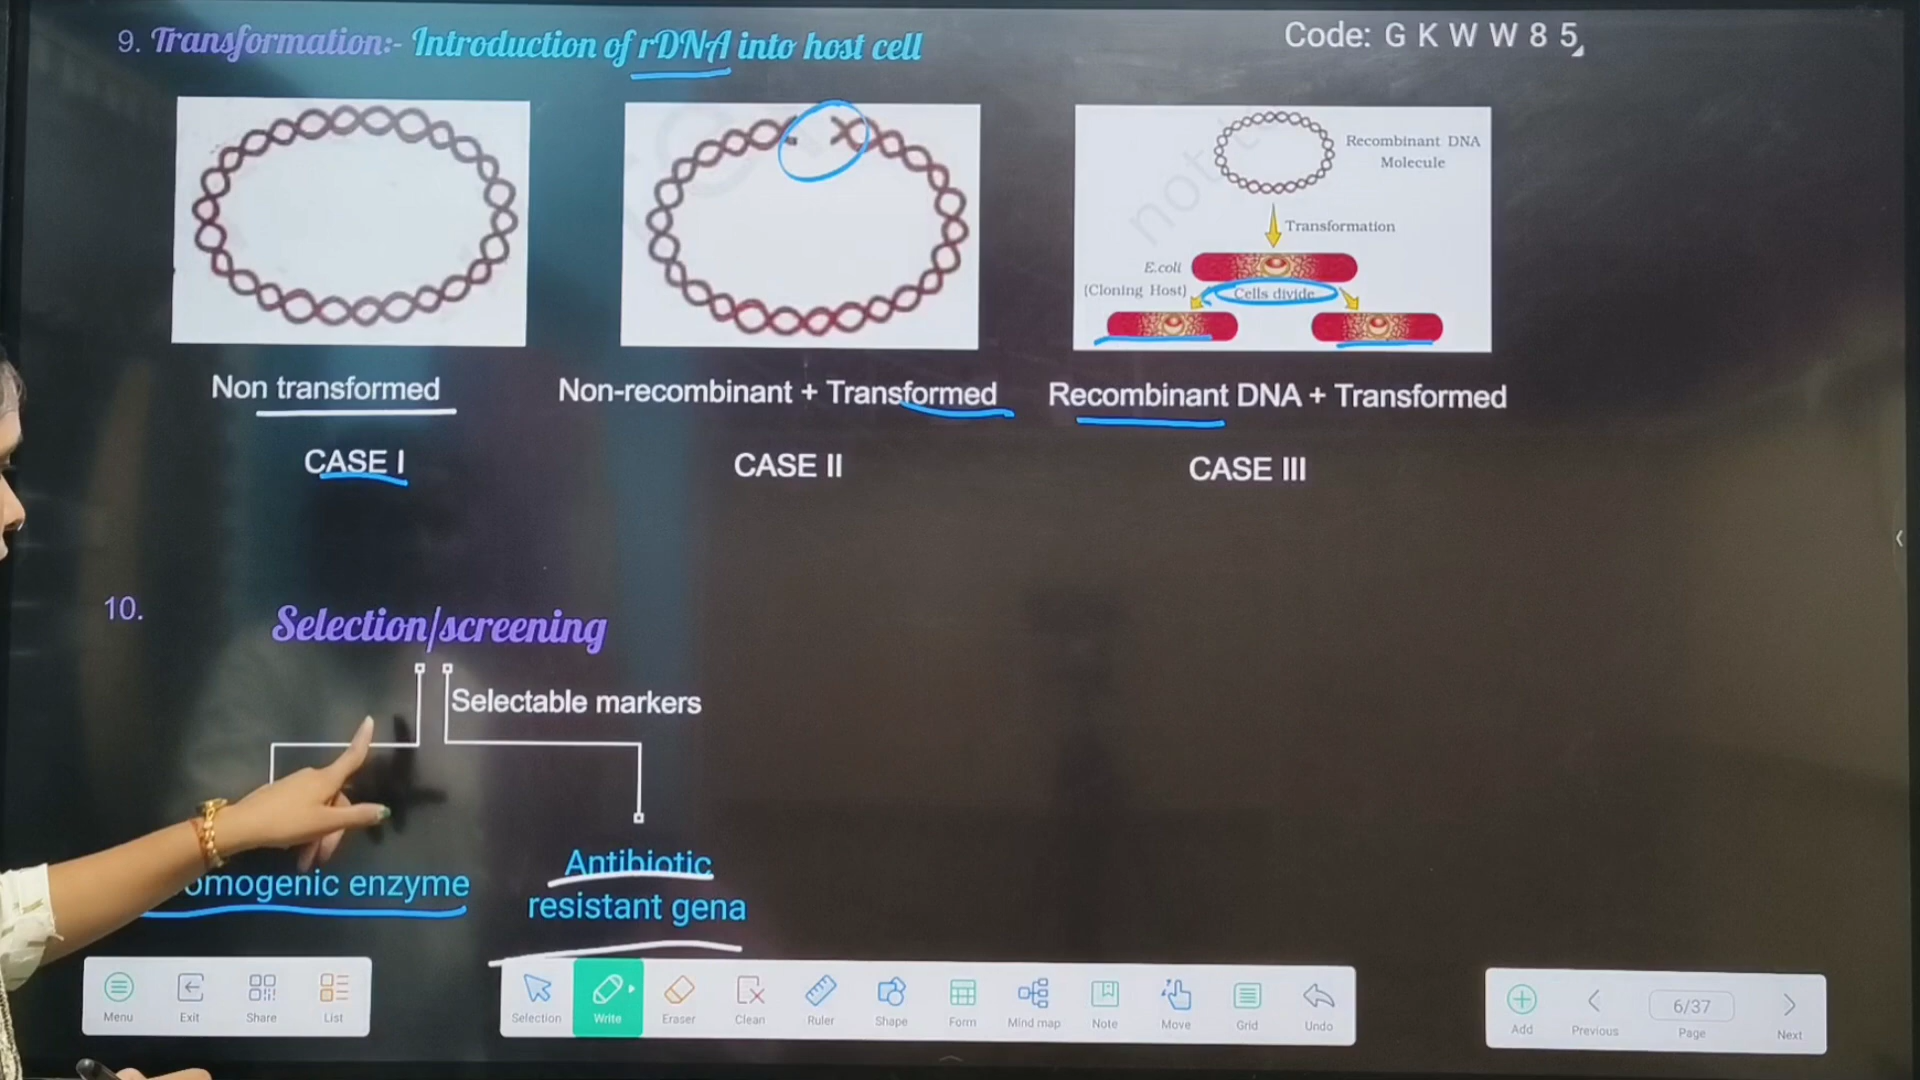 9. Transformation:- Introduction of rDNA into host cell
Code: G K W W 8 5
Recombinant DNA
Molecule
Transformation
E.coli
(Cloning Host)
Cells divide
Non transformed
Non-recombinant + Transformed
Recombinant DNA + Transformed
CASE I
CASE II
CASE III
10.
Selection/screening
Selectable markers
omogenic enzyme
Antibiotic
resistant gena
Menu
Exit
Share
List
Selection
Write
Eraser
Clean
Ruler
Shape
Form
Mind map
Note
Move
Grid
Undo
Add
Previous
6/37
Page
Next